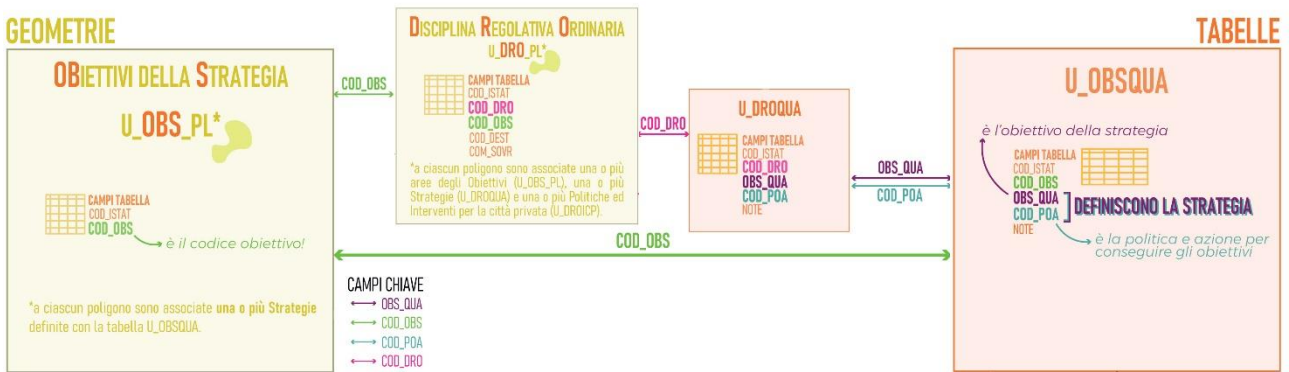 GEOMETRIE
OBIETTIVI DELLA STRATEGIA
U_OBS_PL*
CAMPI TABELLA
COD_ISTAT
COD_OBS
è il codice obiettivo!
*a ciascun poligono sono associate una o più Strategie
definite con la tabella U_OBSQUA.
COD_OBS
DISCIPLINA REGOLATIVA ORDINARIA
U_DRO_PL*
CAMPI TABELLA
COD_ISTAT
COD_DRO
COD_OBS
COD_DEST
COM_SOVR
*a ciascun poligono sono associate una o più
aree degli Obiettivi (U_OBS_PL), una o più
Strategie (U_DROQUA) e una o più Politiche ed
Interventi per la città privata (U_DROICP).
COD_DRO
U_DROQUA
CAMPI TABELLA
COD_ISTAT
COD_DRO
OBS_QUA
COD_POA
NOTE
OBS_QUA
COD_POA
COD_OBS
CAMPI CHIAVE
OBS_QUA
COD_OBS
COD_POA
COD_DRO
TABELLE
U_OBSQUA
è l'obiettivo della strategia
CAMPI TABELLA
COD_ISTAT
COD_OBS
OBS_QUA
COD_POA
NOTE
DEFINISCONO LA STRATEGIA
è la politica e azione per
conseguire gli obiettivi